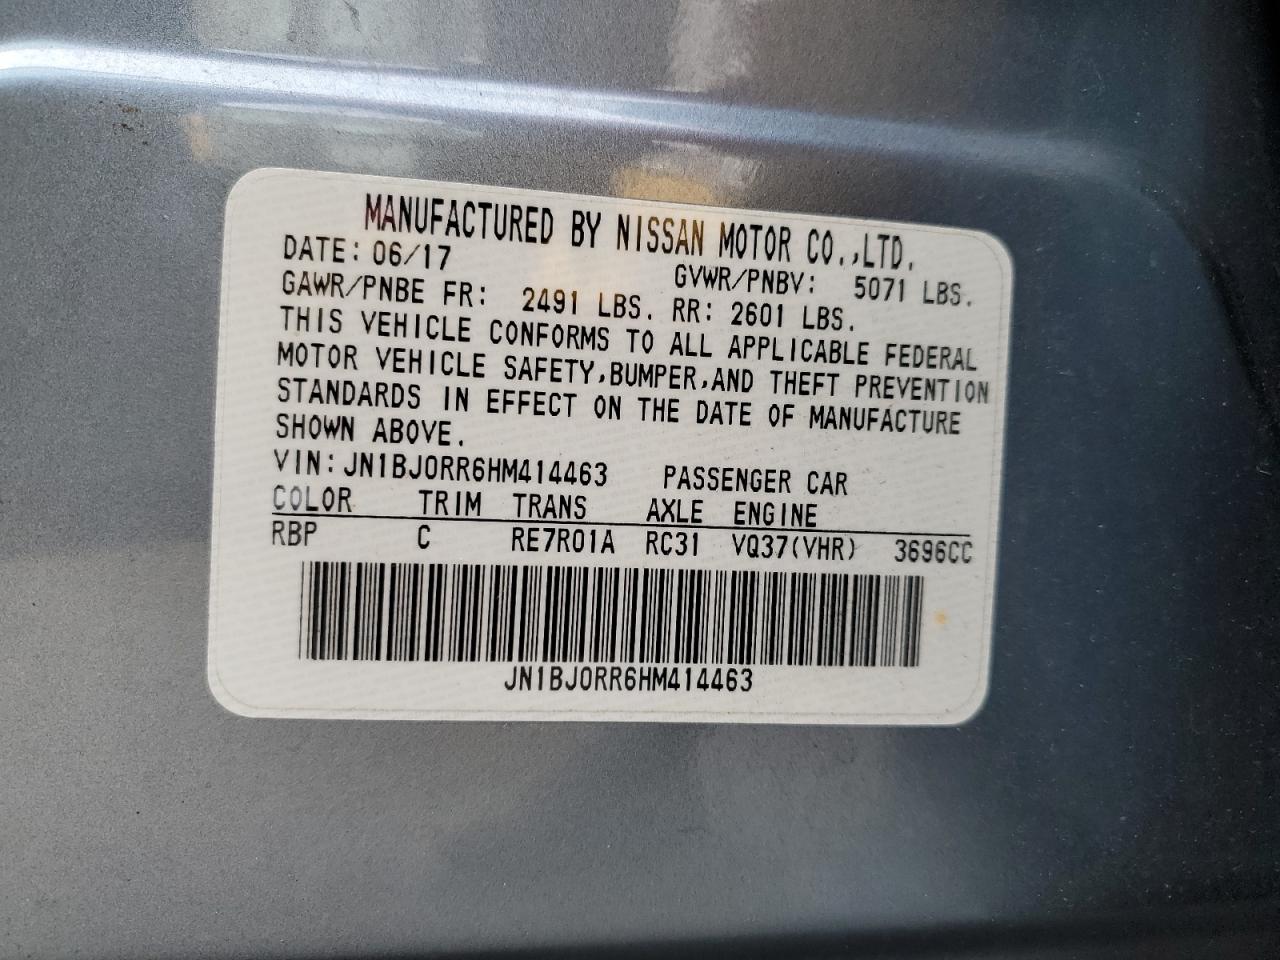 MANUFACTURED BY NISSAN MOTOR CO.,LTD.
DATE: 06/17 GVWR/PNBV: 5071 LBS.
GAWR/PNBE FR: 2491 LBS. RR: 2601 LBS.
THIS VEHICLE CONFORMS TO ALL APPLICABLE FEDERAL
MOTOR VEHICLE SAFETY,BUMPER,AND THEFT PREVENTION
STANDARDS IN EFFECT ON THE DATE OF MANUFACTURE
SHOWN ABOVE.
VIN: JN1BJ0RR6HM414463 PASSENGER CAR
COLOR TRIM TRANS AXLE ENGINE
RBP C RE7R01A RC31 VQ37(VHR) 3696CC
JN1BJ0RR6HM414463